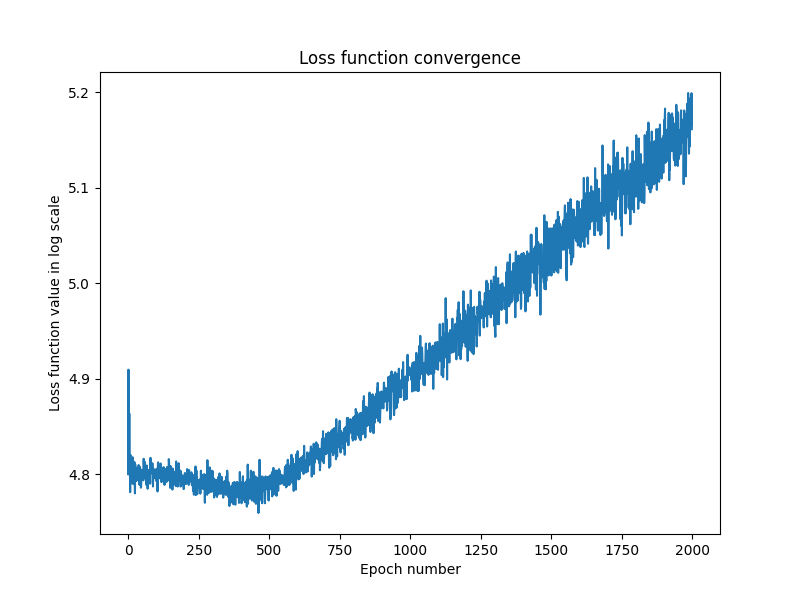 Loss function convergence
5.2
5.1
5.0
4.9
4.8
Loss function value in log scale
0 250 500 750 1000 1250 1500 1750 2000
Epoch number